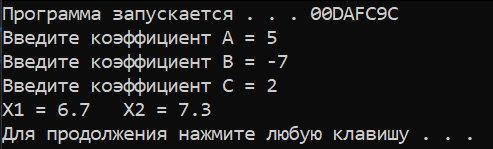 Программа запускается . . . 00DAFC9C
Введите коэффициент A = 5
Введите коэффициент B = -7
Введите коэффициент C = 2
X1 = 6.7   X2 = 7.3
Для продолжения нажмите любую клавишу . . .